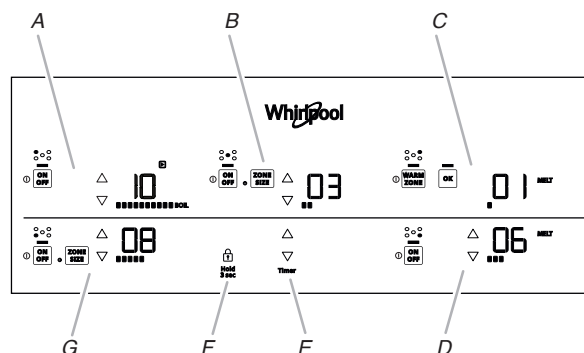 A B C
Whirlpool
ON OFF
10
BOIL
ON OFF
ZONE SIZE
03
WARM ZONE
OK
01
MELT
ON OFF
ZONE SIZE
08
Hold
3 sec
Timer
ON OFF
06
MELT
G F E D